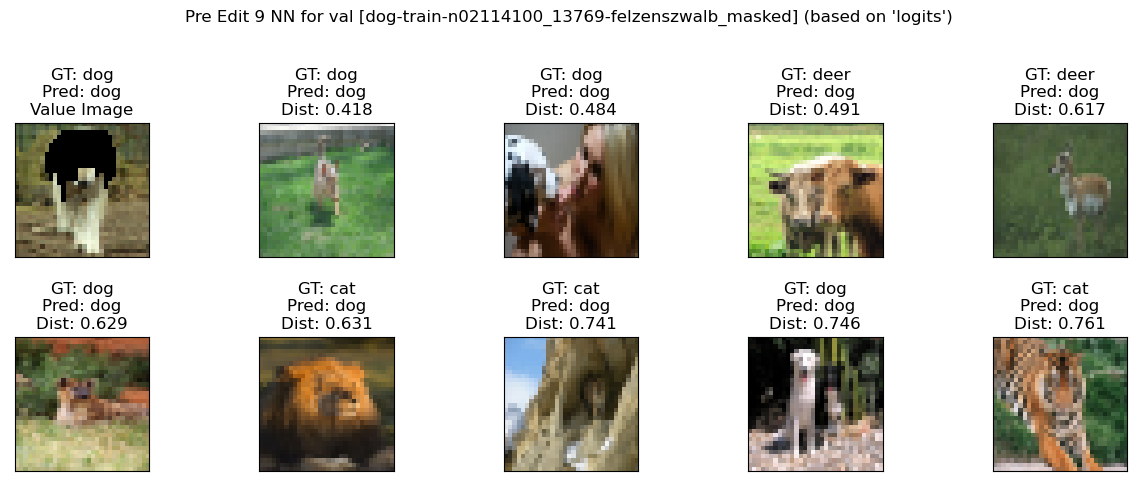 Pre Edit 9 NN for val [dog-train-n02114100_13769-felzenszwalb_masked] (based on 'logits')
GT: dog
Pred: dog
Value Image
GT: dog
Pred: dog
Dist: 0.418
GT: dog
Pred: dog
Dist: 0.484
GT: deer
Pred: dog
Dist: 0.491
GT: deer
Pred: dog
Dist: 0.617
GT: dog
Pred: dog
Dist: 0.629
GT: cat
Pred: dog
Dist: 0.631
GT: cat
Pred: dog
Dist: 0.741
GT: dog
Pred: dog
Dist: 0.746
GT: cat
Pred: dog
Dist: 0.761